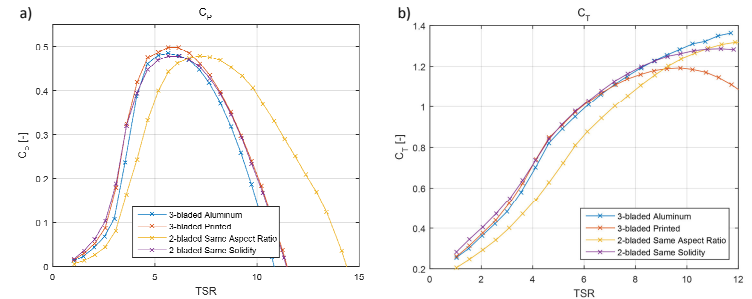 a)
C_P
C_P [-]
0.5
0.4
0.3
0.2
0.1
0
0
5
10
15
TSR
3-bladed Aluminum
3-bladed Printed
2-bladed Same Aspect Ratio
2-bladed Same Solidity
b)
C_T
C_T [-]
1.4
1.2
1
0.8
0.6
0.4
0.2
0
2
4
6
8
10
12
TSR
3-bladed Aluminum
3-bladed Printed
2-bladed Same Aspect Ratio
2-bladed Same Solidity